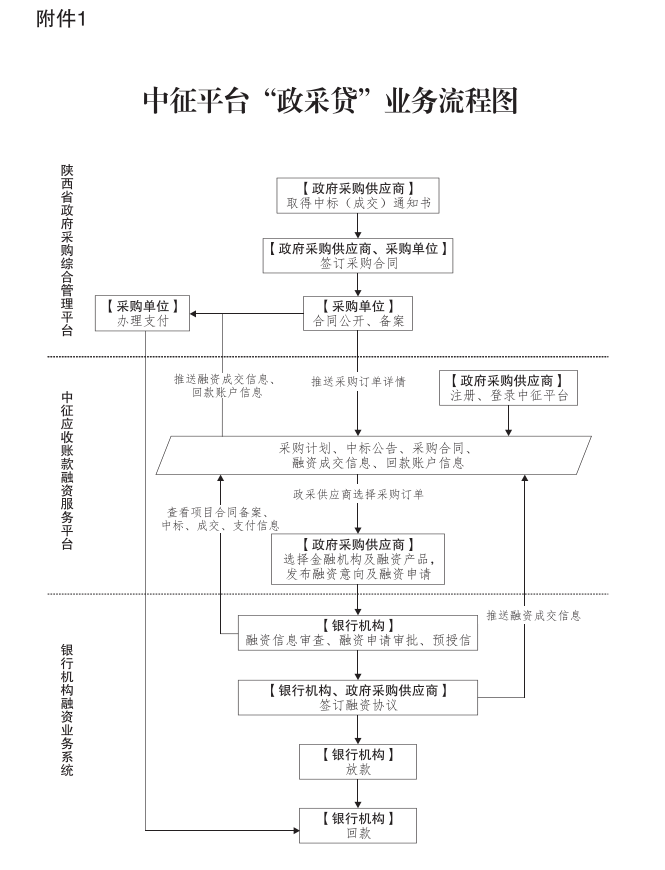 附件1
中征平台“政采贷”业务流程图
陕西省政府采购综合管理平台
【政府采购供应商】
取得中标（成交）通知书
【政府采购供应商、采购单位】
签订采购合同
【采购单位】
办理支付
【采购单位】
合同公开、备案
中征应收账款融资服务平台
推送融资成交信息、
回款账户信息
推送采购订单详情
【政府采购供应商】
注册、登录中征平台
采购计划、中标公告、采购合同、
融资成交信息、回款账户信息
政采供应商选择采购订单
查看项目合同备案、
中标、成交、支付信息
【政府采购供应商】
选择金融机构及融资产品，
发布融资意向及融资申请
银行机构融资业务系统
推送融资成交信息
【银行机构】
融资信息审查、融资申请审批、预授信
【银行机构、政府采购供应商】
签订融资协议
【银行机构】
放款
【银行机构】
回款